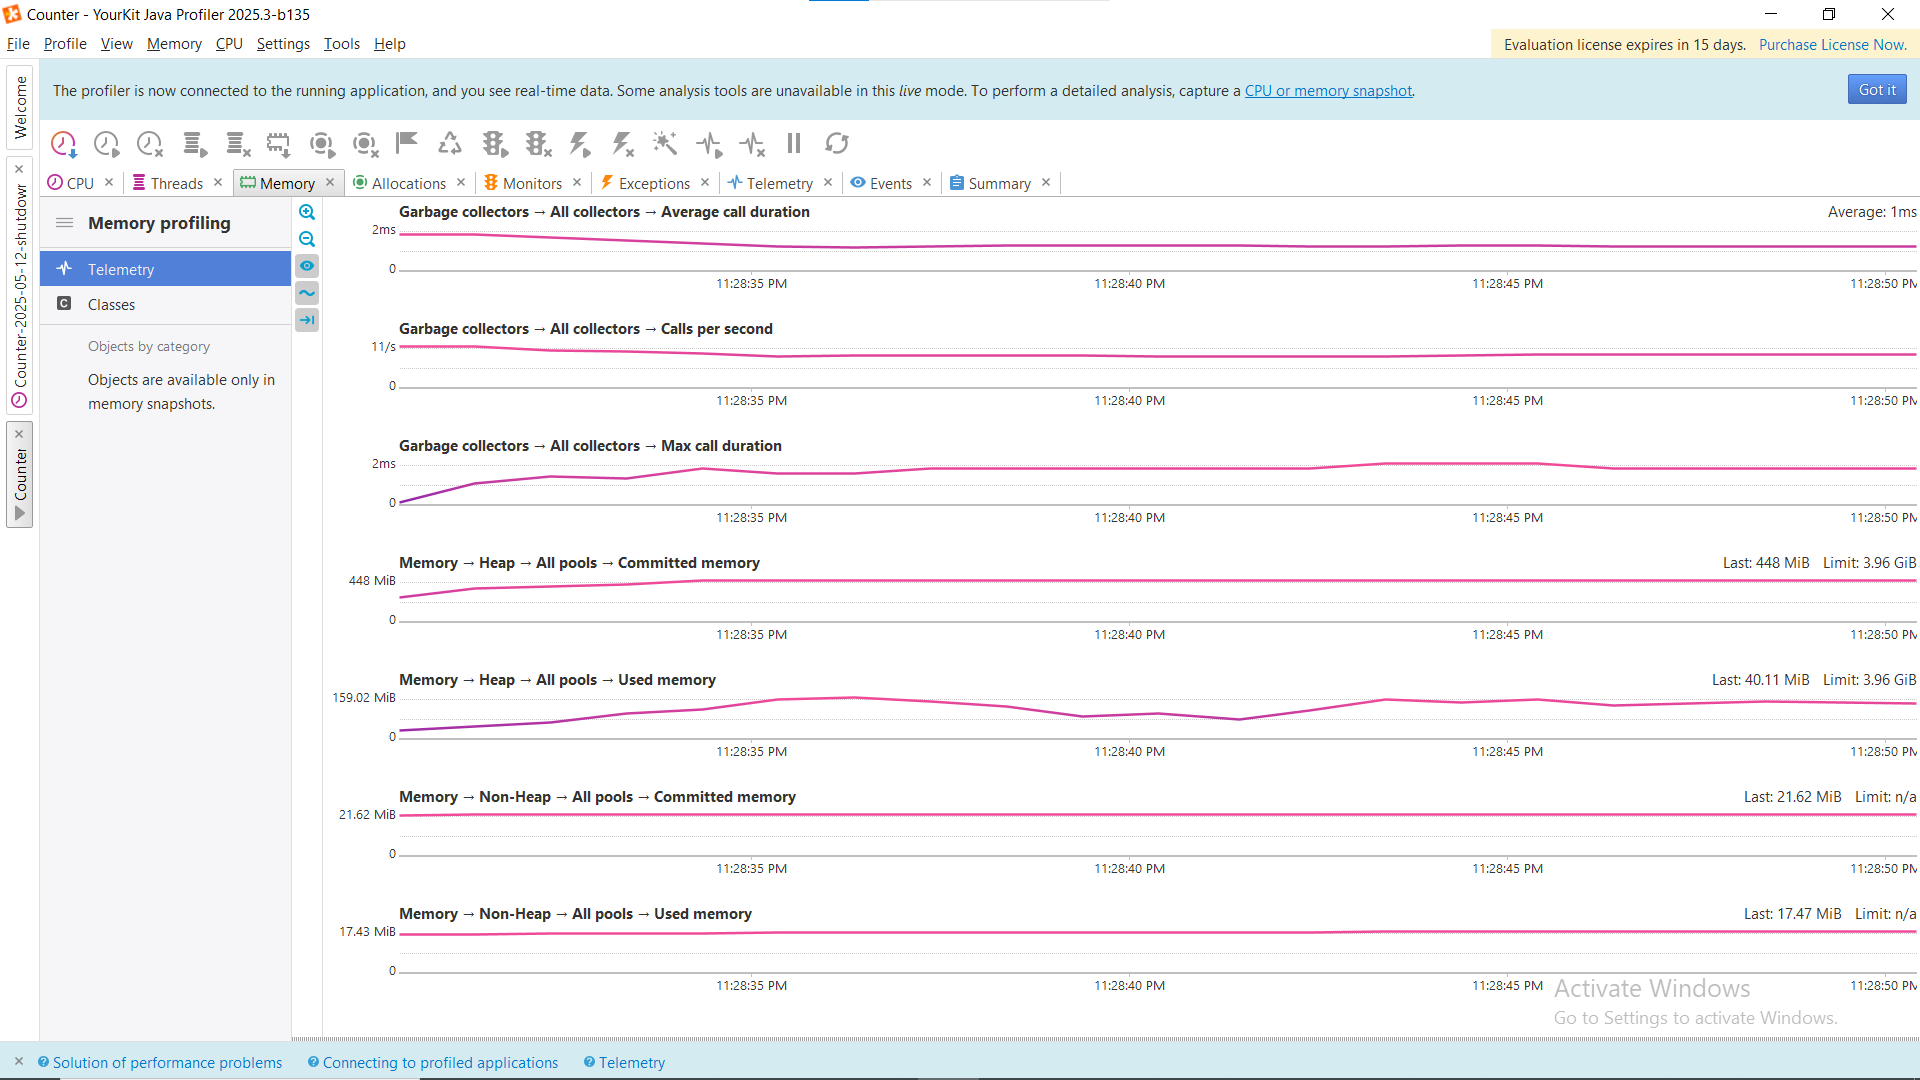 Counter - YourKit Java Profiler 2025.3-b135
File Profile View Memory CPU Settings Tools Help
Evaluation license expires in 15 days. Purchase License Now.
Welcome
Counter-2025-05-12-shutdown
Counter
The profiler is now connected to the running application, and you see real-time data. Some analysis tools are unavailable in this live mode. To perform a detailed analysis, capture a CPU or memory snapshot.
Got it
CPU Threads Memory Allocations Monitors Exceptions Telemetry Events Summary
Memory profiling
Telemetry
C Classes
Objects by category
Objects are available only in
memory snapshots.
Garbage collectors → All collectors → Average call duration
Average: 1ms
2ms
0
11:28:35 PM 11:28:40 PM 11:28:45 PM 11:28:50 PM
Garbage collectors → All collectors → Calls per second
11/s
0
11:28:35 PM 11:28:40 PM 11:28:45 PM 11:28:50 PM
Garbage collectors → All collectors → Max call duration
2ms
0
11:28:35 PM 11:28:40 PM 11:28:45 PM 11:28:50 PM
Memory → Heap → All pools → Committed memory
Last: 448 MiB Limit: 3.96 GiB
448 MiB
0
11:28:35 PM 11:28:40 PM 11:28:45 PM 11:28:50 PM
Memory → Heap → All pools → Used memory
Last: 40.11 MiB Limit: 3.96 GiB
159.02 MiB
0
11:28:35 PM 11:28:40 PM 11:28:45 PM 11:28:50 PM
Memory → Non-Heap → All pools → Committed memory
Last: 21.62 MiB Limit: n/a
21.62 MiB
0
11:28:35 PM 11:28:40 PM 11:28:45 PM 11:28:50 PM
Memory → Non-Heap → All pools → Used memory
Last: 17.47 MiB Limit: n/a
17.43 MiB
0
11:28:35 PM 11:28:40 PM 11:28:45 PM 11:28:50 PM
Activate Windows
Go to Settings to activate Windows.
Solution of performance problems Connecting to profiled applications Telemetry